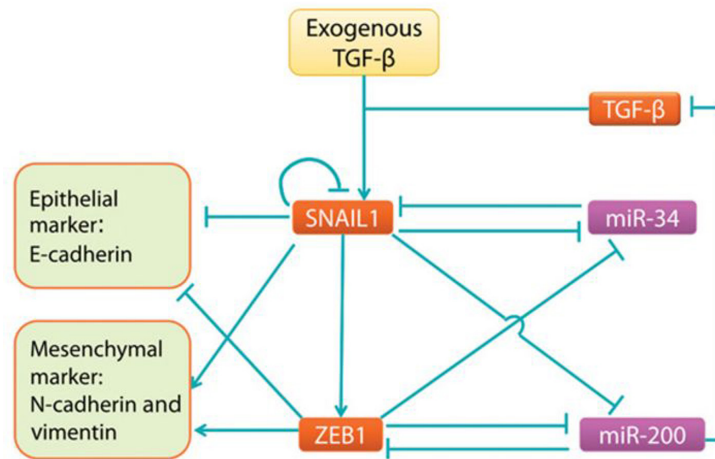 Exogenous
TGF-β
TGF-β
Epithelial
marker:
E-cadherin
SNAIL1
miR-34
Mesenchymal
marker:
N-cadherin and
vimentin
ZEB1
miR-200